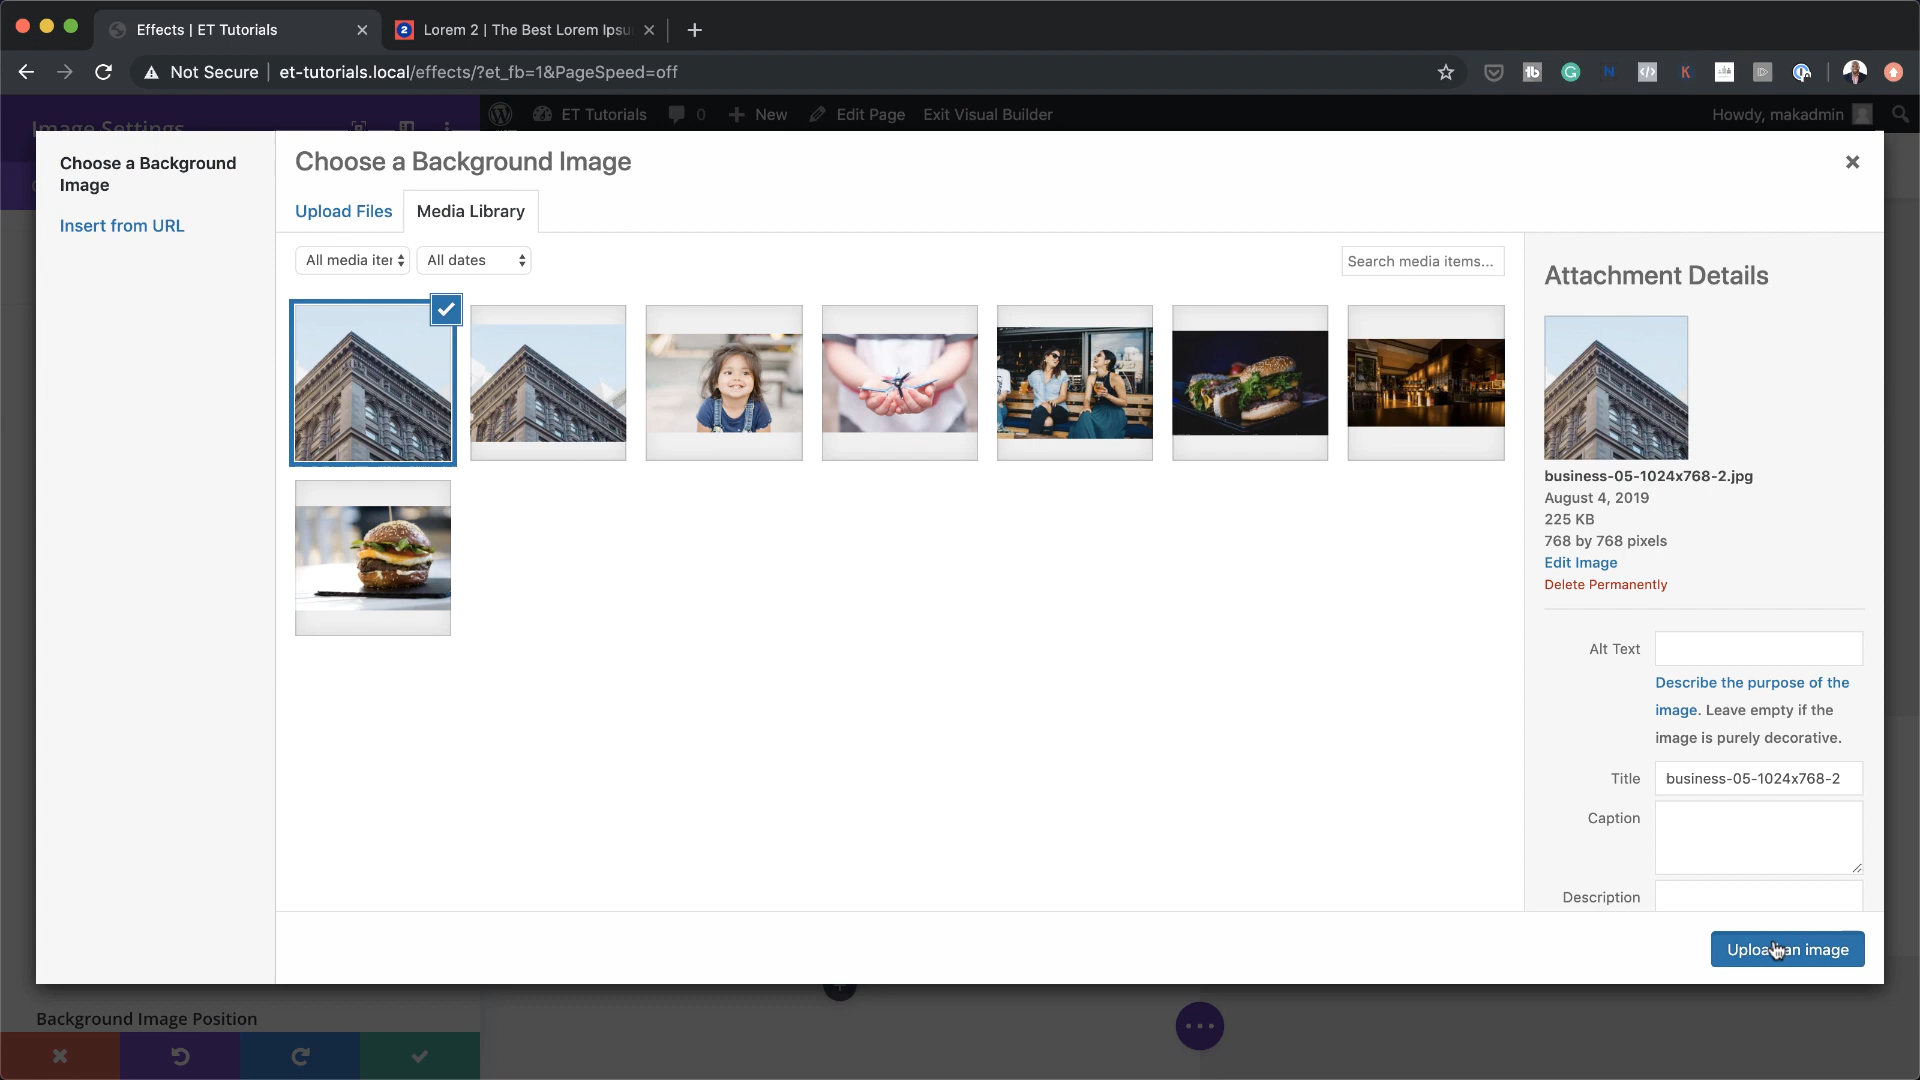 Effects | ET Tutorials
Lorem 2 | The Best Lorem Ipsu
Not Secure | et-tutorials.local/effects/?et_fb=1&PageSpeed=off
Image Settings
ET Tutorials
0
New
Edit Page
Exit Visual Builder
Howdy, makadmin
Choose a Background
Image
Insert from URL
Choose a Background Image
Upload Files
Media Library
All media iter
All dates
Search media items...
Attachment Details
business-05-1024x768-2.jpg
August 4, 2019
225 KB
768 by 768 pixels
Edit Image
Delete Permanently
Alt Text
Describe the purpose of the
image. Leave empty if the
image is purely decorative.
Title
business-05-1024x768-2
Caption
Description
Upload an image
Background Image Position